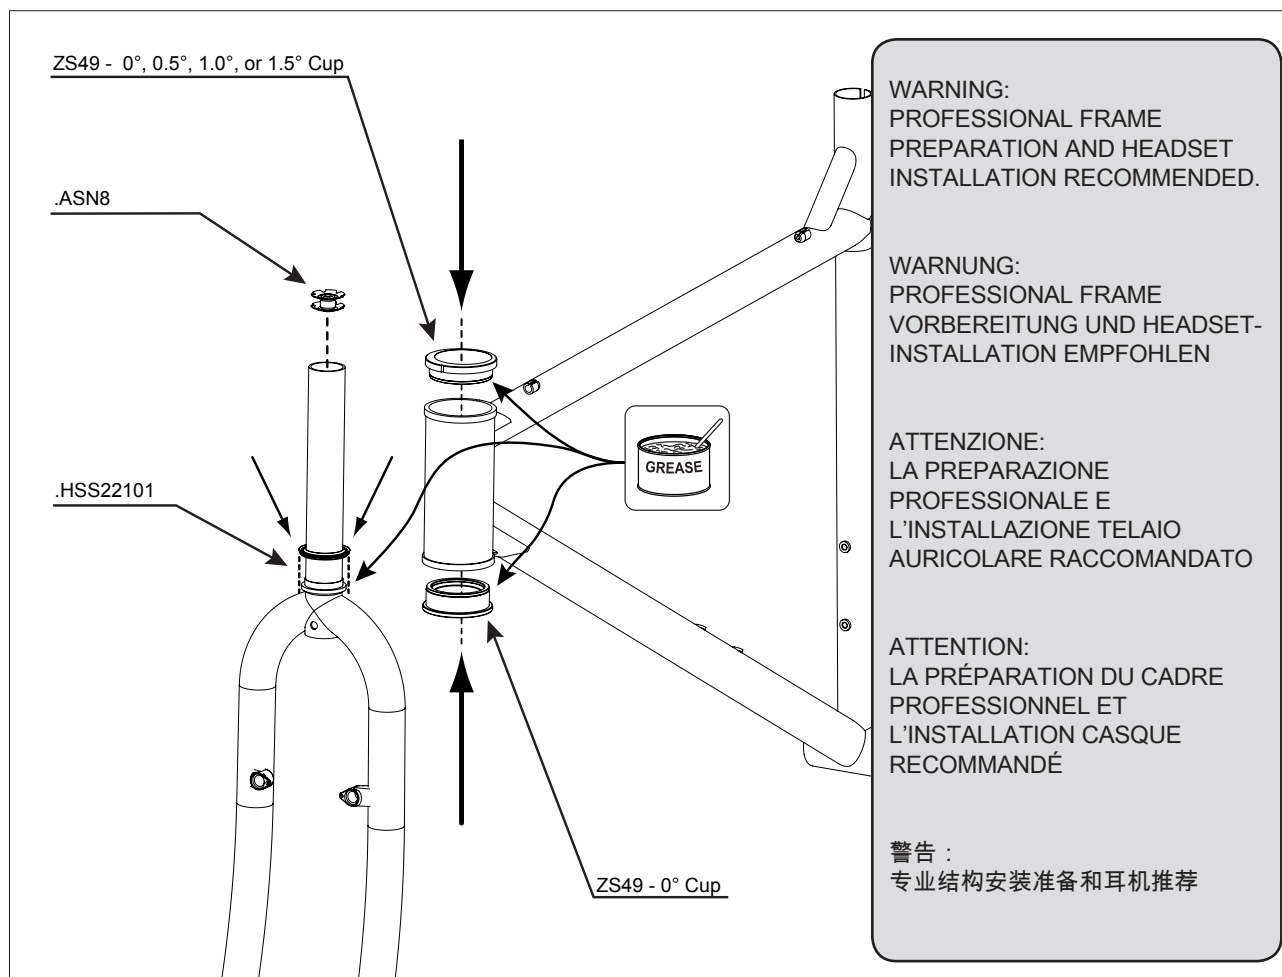 ZS49 - 0°, 0.5°, 1.0°, or 1.5° Cup
.ASN8
.HSS22101
GREASE
ZS49 - 0° Cup
WARNING:
PROFESSIONAL FRAME
PREPARATION AND HEADSET
INSTALLATION RECOMMENDED.
WARNUNG:
PROFESSIONAL FRAME
VORBEREITUNG UND HEADSET-
INSTALLATION EMPFOHLEN
ATTENZIONE:
LA PREPARAZIONE
PROFESSIONALE E
L'INSTALLAZIONE TELAIO
AURICOLARE RACCOMANDATO
ATTENTION:
LA PRÉPARATION DU CADRE
PROFESSIONNEL ET
L'INSTALLATION CASQUE
RECOMMANDÉ
警告：
专业结构安装准备和耳机推荐